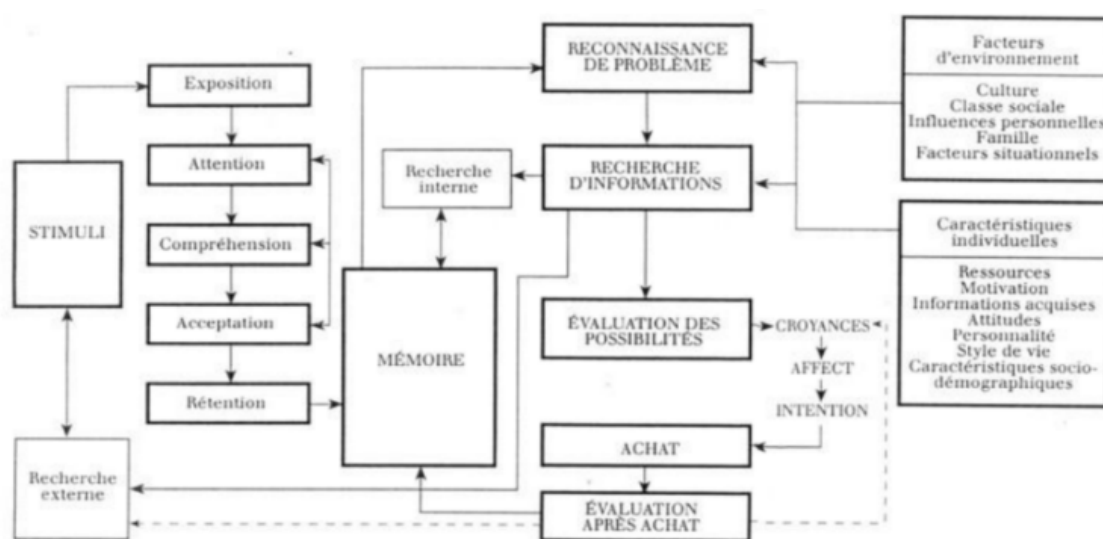 STIMULI
Recherche
externe
Exposition
Attention
Compréhension
Acceptation
Rétention
Recherche
interne
MÉMOIRE
RECONNAISSANCE
DE PROBLÈME
RECHERCHE
D'INFORMATIONS
ÉVALUATION DES
POSSIBILITÉS
CROYANCES
AFFECT
INTENTION
ACHAT
ÉVALUATION
APRÈS ACHAT
Facteurs
d'environnement
Culture
Classe sociale
Influences personnelles
Famille
Facteurs situationnels
Caractéristiques
individuelles
Ressources
Motivation
Informations acquises
Attitudes
Personnalité
Style de vie
Caractéristiques socio-
démographiques